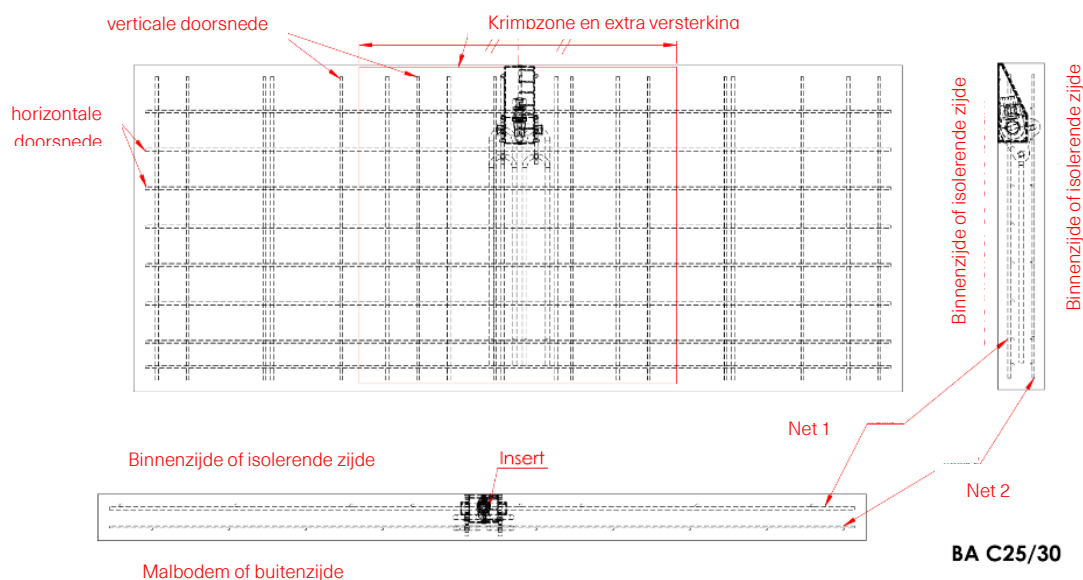 verticale doorsnede
Krimpzone en extra versterking
horizontale
doorsnede
Binnenzijde of isolerende zijde
Binnenzijde of isolerende zijde
Net 1
Binnenzijde of isolerende zijde
Insert
Net 2
BA C25/30
Malbodem of buitenzijde